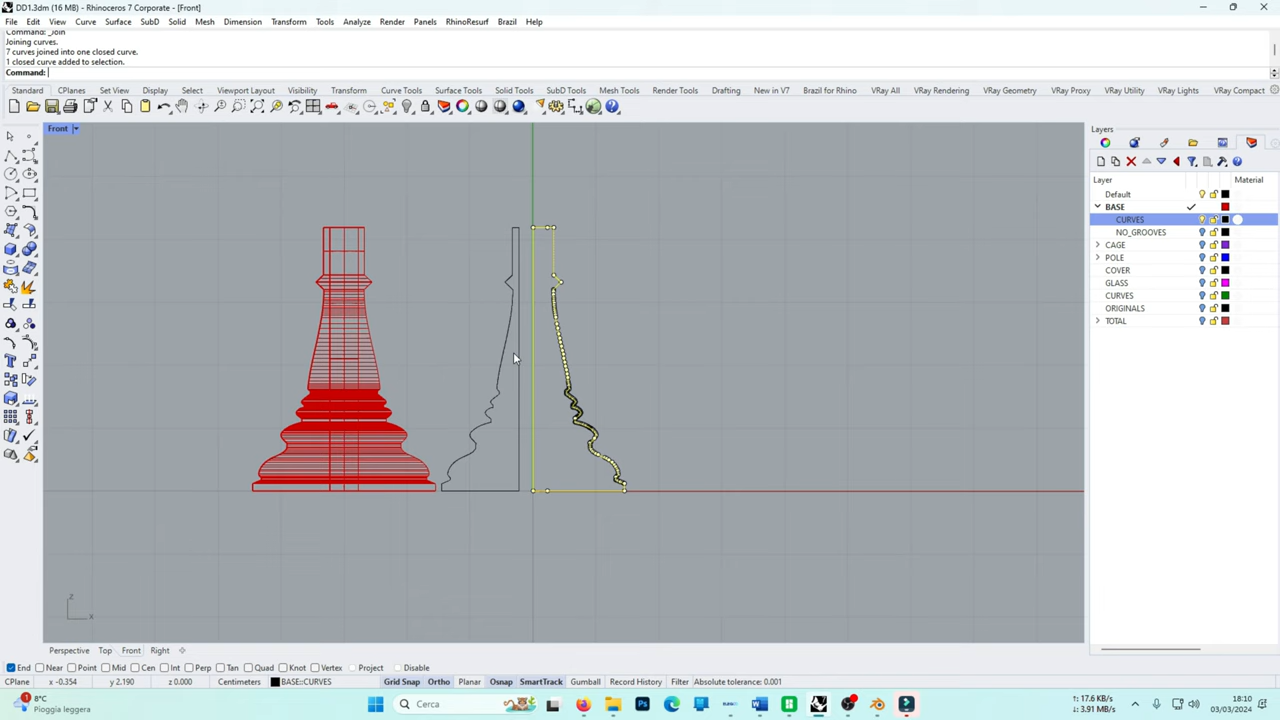 DD1.3dm (16 MB) - Rhinoceros 7 Corporate - [Front]
File Edit View Curve Surface SubD Solid Mesh Dimension Transform Tools Analyze Render Panels RhinoResurf Brazil Help
Command: _Join
Joining curves.
7 curves joined into one closed curve.
1 closed curve added to selection.
Command:
Standard CPlanes Set View Display Select Viewport Layout Visibility Transform Curve Tools Surface Tools Solid Tools SubD Tools Mesh Tools Render Tools Drafting New in V7 Brazil for Rhino VRay All VRay Rendering VRay Geometry VRay Proxy VRay Utility VRay Lights VRay Compact
Front
Layers
Layer Material
Default
BASE
CURVES
NO_GROOVES
CAGE
POLE
COVER
GLASS
CURVES
ORIGINALS
TOTAL
z
x
Perspective Top Front Right
End Near Point Mid Cen Int Perp Tan Quad Knot Vertex Project Disable
CPlane x -0.354 y 2.190 z 0.000 Centimeters BASE::CURVES Grid Snap Ortho Planar Osnap SmartTrack Gumball Record History Filter Absolute tolerance: 0.001
8°C
Pioggia leggera
Cerca
↑: 17.6 KB/s
↓: 3.91 MB/s
18:10
03/03/2024